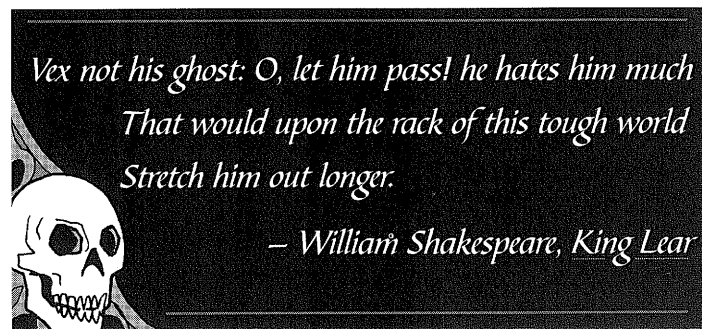 Vex not his ghost: O, let him pass! he hates him much
That would upon the rack of this tough world
Stretch him out longer.
– William Shakespeare, King Lear